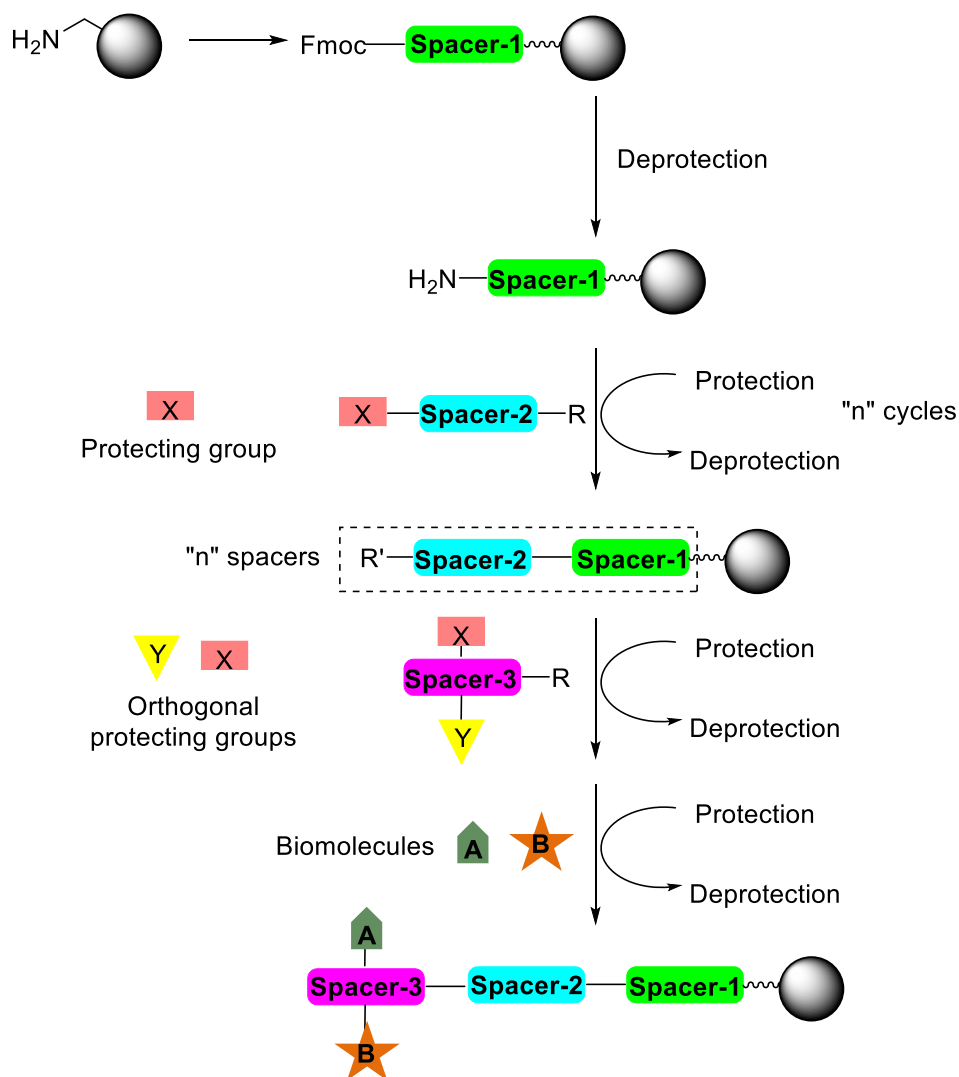 H2N
Fmoc
Spacer-1
Deprotection
H2N
Spacer-1
X
Protecting group
X
Spacer-2
R
Protection
Deprotection
"n" cycles
"n" spacers
R'
Spacer-2
Spacer-1
Y
X
Orthogonal
protecting groups
X
Spacer-3
R
Y
Protection
Deprotection
Biomolecules
A
B
Protection
Deprotection
A
Spacer-3
Spacer-2
Spacer-1
B